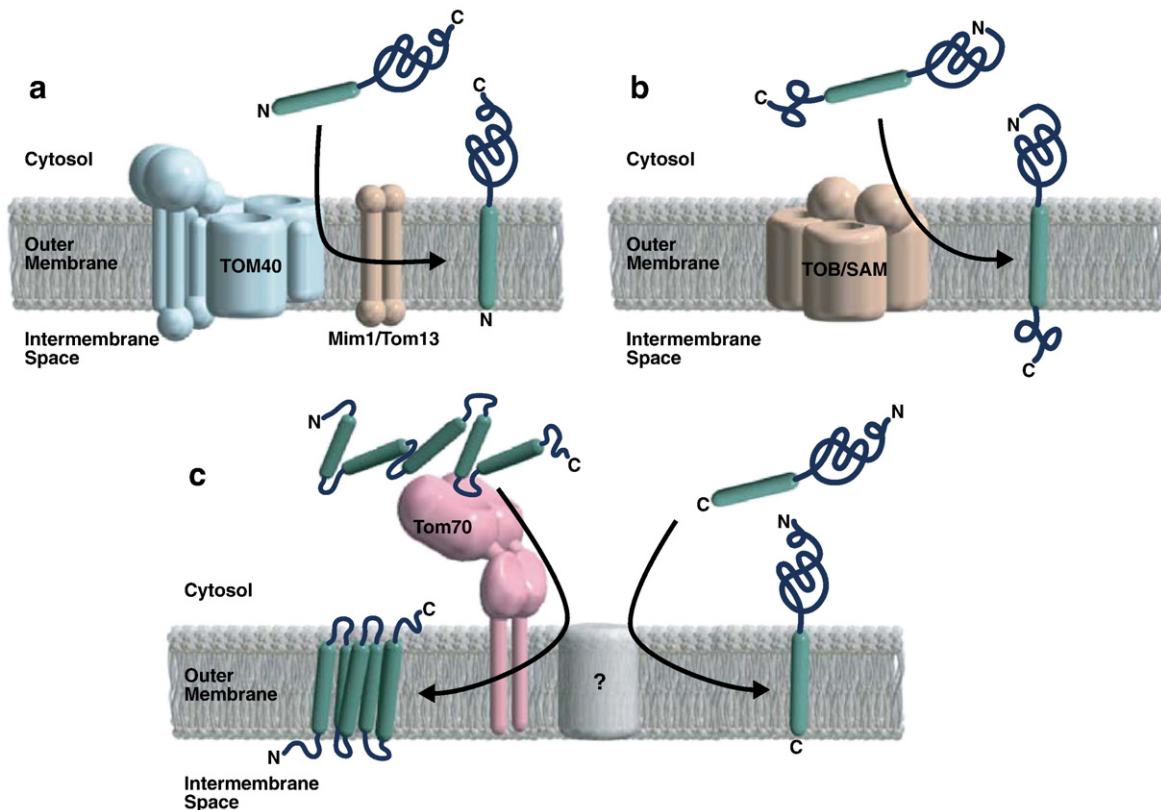 a
C
N
C
Cytosol
Outer
Membrane
TOM40
N
Intermembrane
Space
Mim1/Tom13
b
N
C
N
Cytosol
Outer
Membrane
TOB/SAM
Intermembrane
Space
C
c
N
C
N
C
Tom70
N
Cytosol
C
Outer
Membrane
?
N
C
Intermembrane
Space